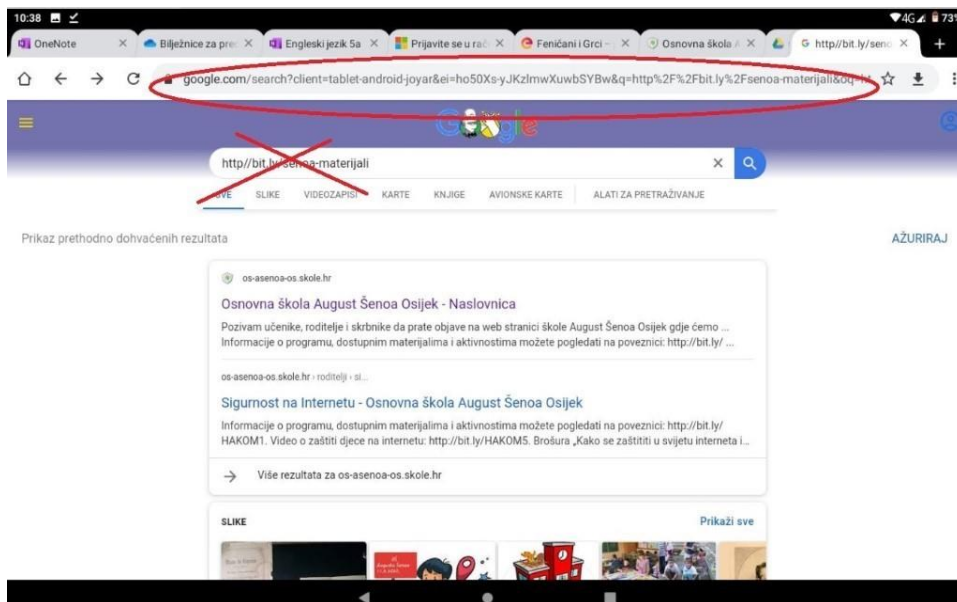 10:38 4G 73%
OneNote Bilježnice za pre Engleski jezik 5a Prijavite se u rač Feničani i Grci – Osnovna škola A http//bit.ly/seno
google.com/search?client=tablet-android-joyar&ei=ho50Xs-yJKzlmwXuwbSYBw&q=http%2F%2Fbit.ly%2Fsenoa-materijali&oq=ht
Google
http//bit.ly/senoa-materijali
SVE SLIKE VIDEOZAPISI KARTE KNJIGE AVIONSKE KARTE ALATI ZA PRETRAŽIVANJE
Prikaz prethodno dohvaćenih rezultata AŽURIRAJ
os-asenoa-os.skole.hr
Osnovna škola August Šenoa Osijek - Naslovnica
Pozivam učenike, roditelje i skrbnike da prate objave na web stranici škole August Šenoa Osijek gdje ćemo ...
Informacije o programu, dostupnim materijalima i aktivnostima možete pogledati na poveznici: http://bit.ly/ ...
os-asenoa-os.skole.hr › roditelji › si...
Sigurnost na Internetu - Osnovna škola August Šenoa Osijek
Informacije o programu, dostupnim materijalima i aktivnostima možete pogledati na poveznici: http://bit.ly/
HAKOM1. Video o zaštiti djece na internetu: http://bit.ly/HAKOM5. Brošura „Kako se zaštititi u svijetu interneta i...
Više rezultata za os-asenoa-os.skole.hr
SLIKE Prikaži sve